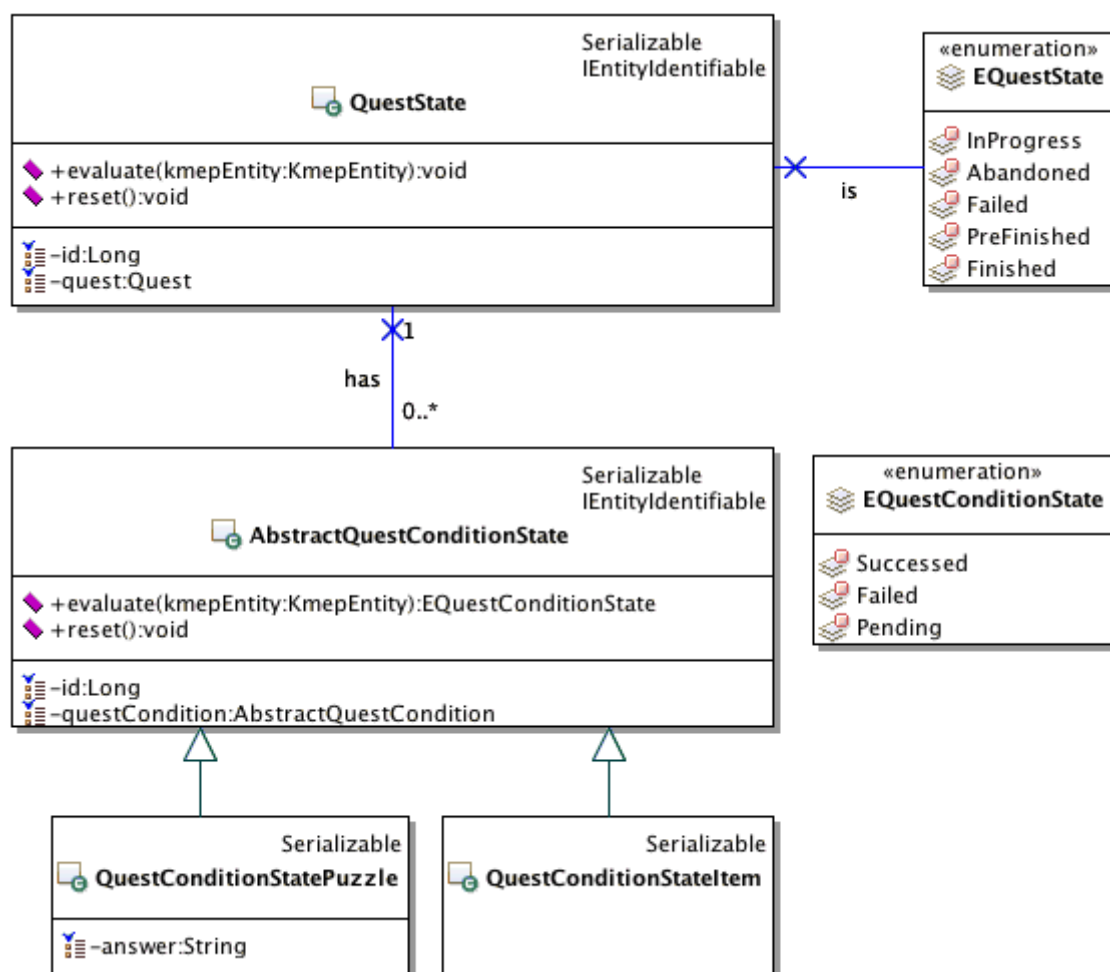 Serializable
IEntityIdentifiable
QuestState
+evaluate(kmepEntity:KmepEntity):void
+reset():void
-id:Long
-quest:Quest
«enumeration»
EQuestState
InProgress
Abandoned
Failed
PreFinished
Finished
is
1
has
0..*
Serializable
IEntityIdentifiable
AbstractQuestConditionState
+evaluate(kmepEntity:KmepEntity):EQuestConditionState
+reset():void
-id:Long
-questCondition:AbstractQuestCondition
«enumeration»
EQuestConditionState
Successed
Failed
Pending
Serializable
QuestConditionStatePuzzle
-answer:String
Serializable
QuestConditionStateItem